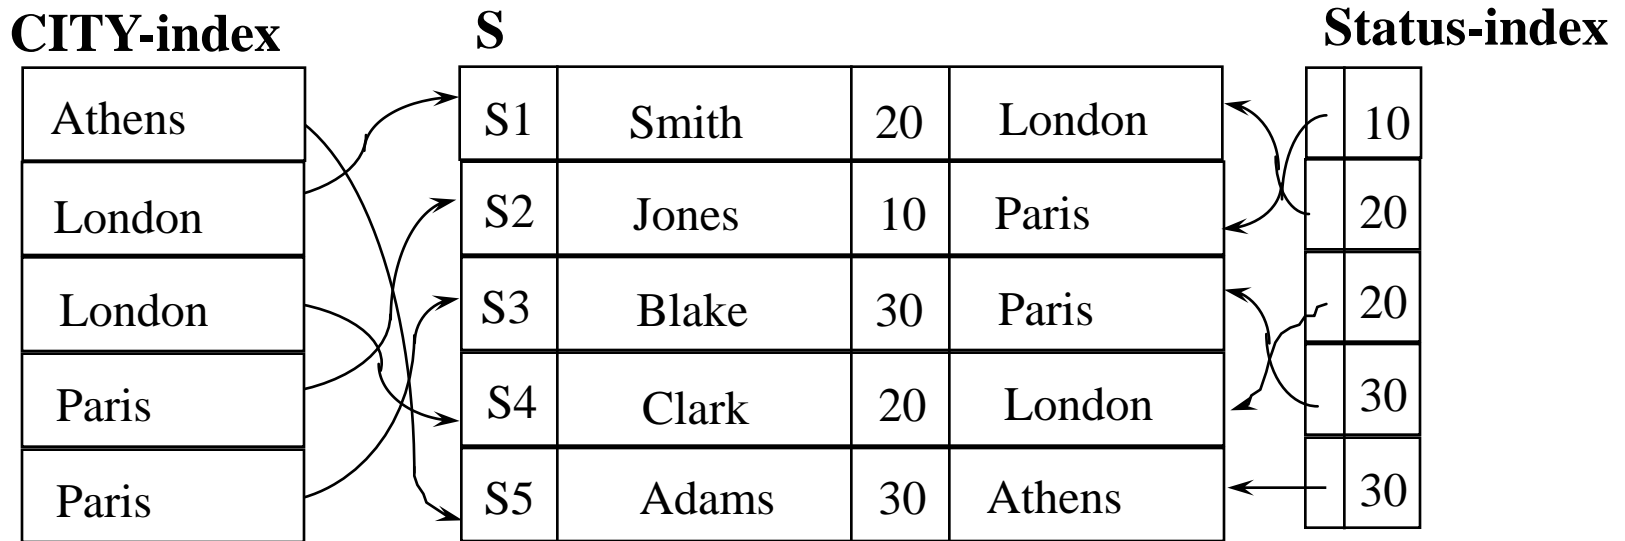 CITY-index S Status-index
Athens S1 Smith 20 London 10
London S2 Jones 10 Paris 20
London S3 Blake 30 Paris 20
Paris S4 Clark 20 London 30
Paris S5 Adams 30 Athens 30